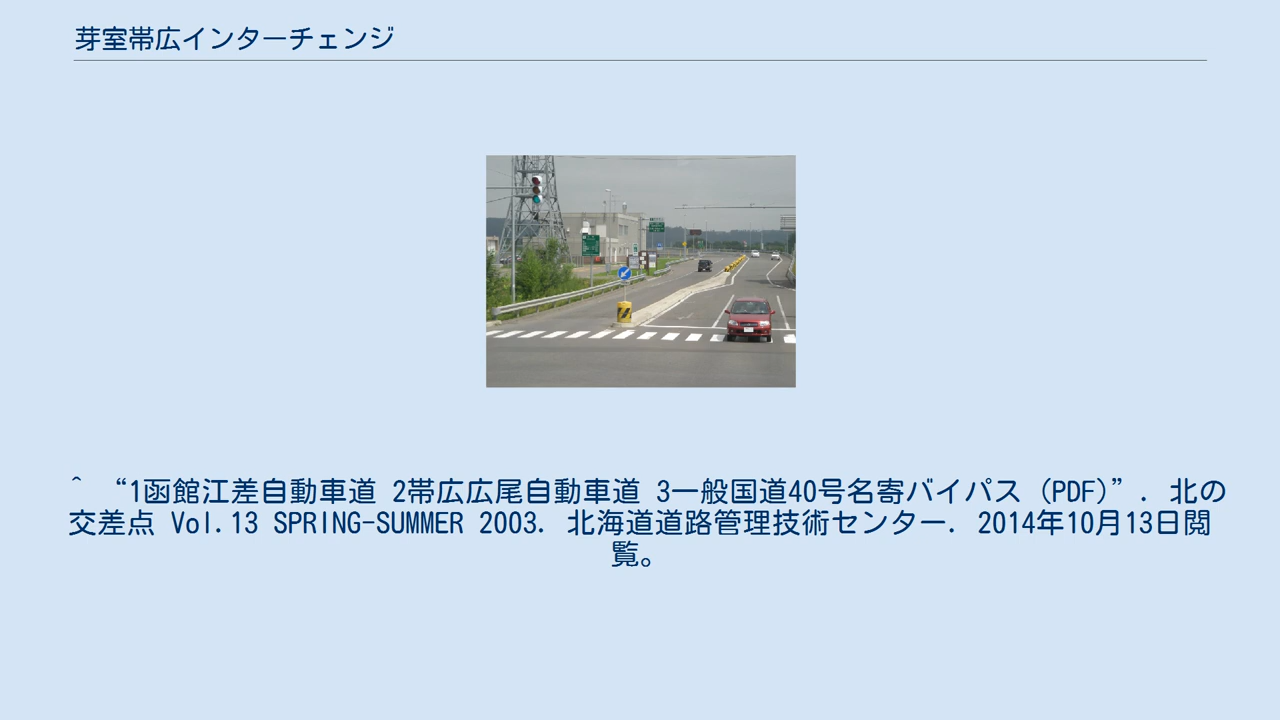 芽室帯広インターチェンジ
^ “1函館江差自動車道 2帯広広尾自動車道 3一般国道40号名寄バイパス (PDF)”. 北の
交差点 Vol.13 SPRING-SUMMER 2003. 北海道道路管理技術センター. 2014年10月13日閲
覧。